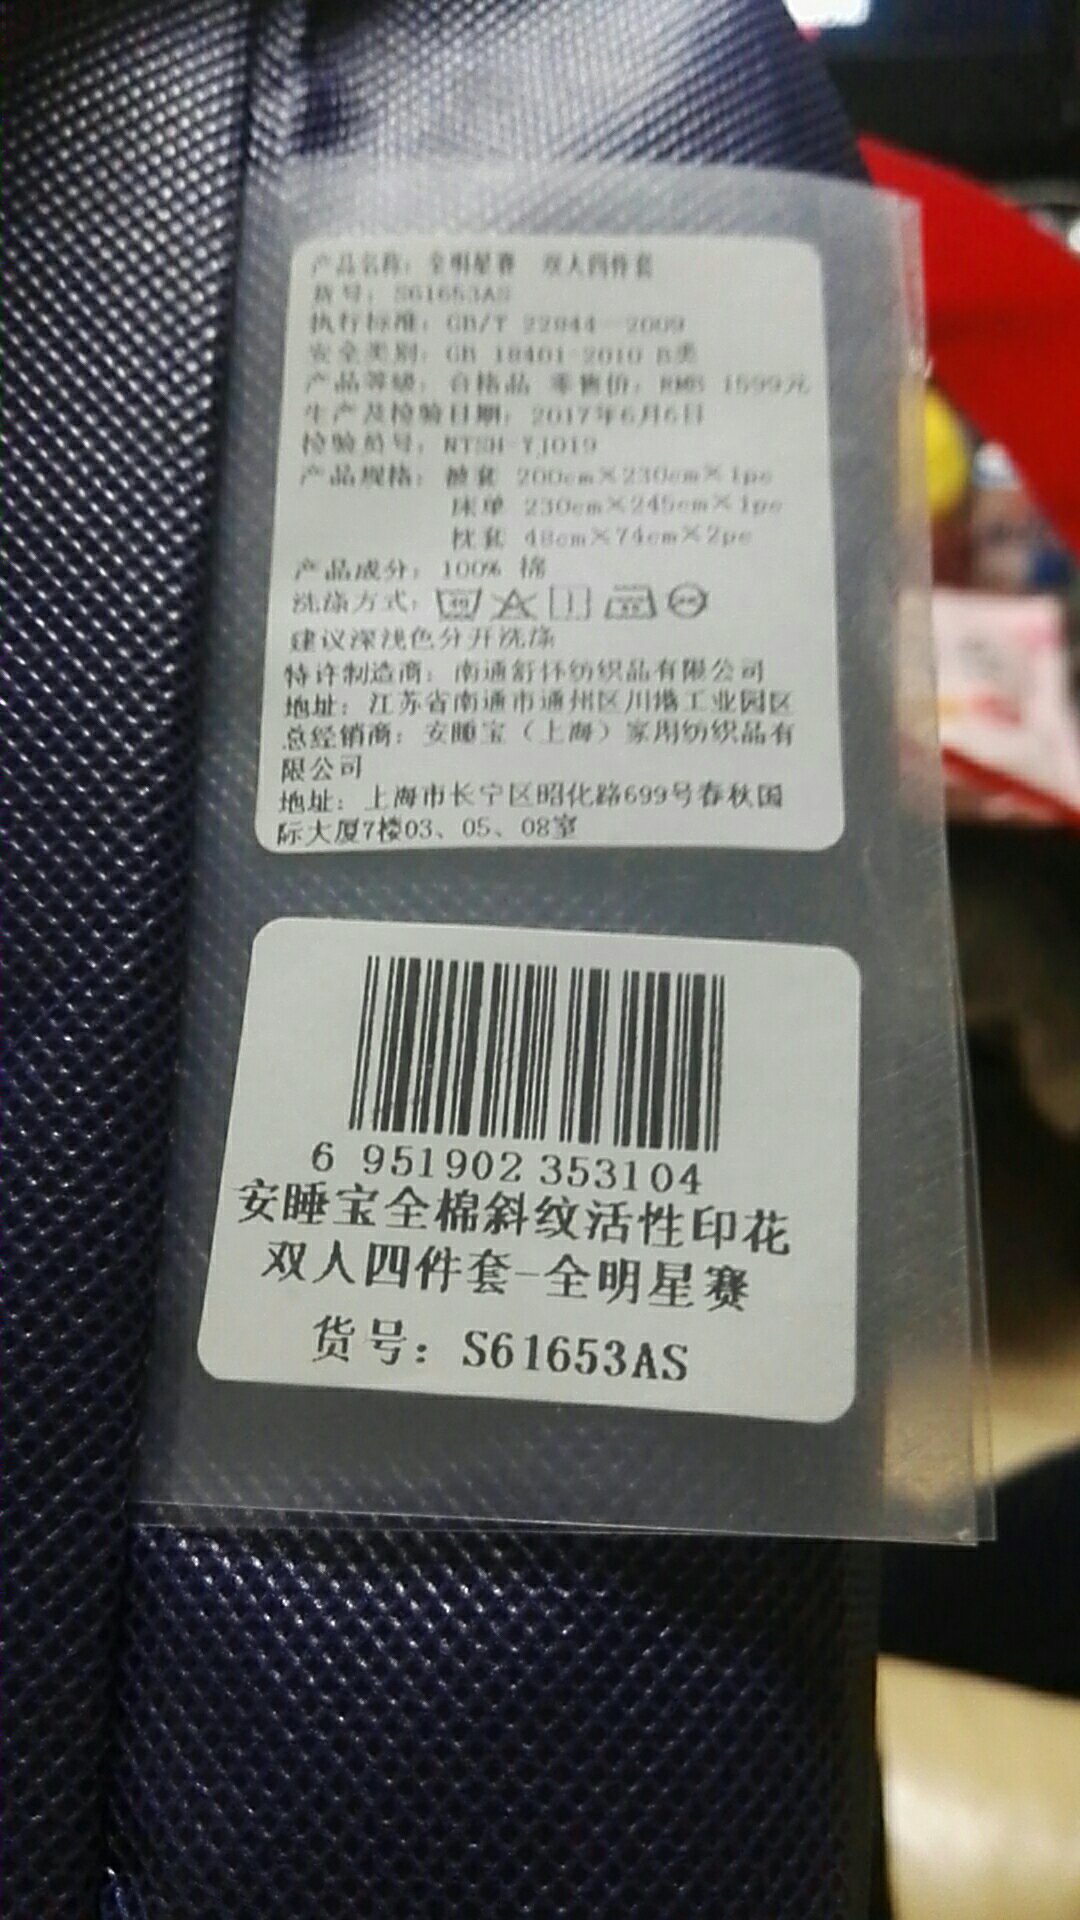 产品名称：全明星赛 双人四件套
货号：S61653AS
执行标准：GB/T 22844—2009
安全类别：GB 18401-2010 B类
产品等级：合格品 零售价：RMB 1599元
生产及检验日期：2017年6月6日
检验员号：RTSH-YJ019
产品规格：被套 200cm×230cm×1pc
床单 230cm×245cm×1pc
枕套 48cm×74cm×2pc
产品成分：100% 棉
洗涤方式：
建议深浅色分开洗涤
特许制造商：南通舒怀纺织品有限公司
地址：江苏省南通市通州区川港工业园区
总经销商：安睡宝（上海）家用纺织品有
限公司
地址：上海市长宁区昭化路699号春秋国
际大厦7楼03、05、08室
6 951902 353104
安睡宝全棉斜纹活性印花
双人四件套-全明星赛
货号：S61653AS